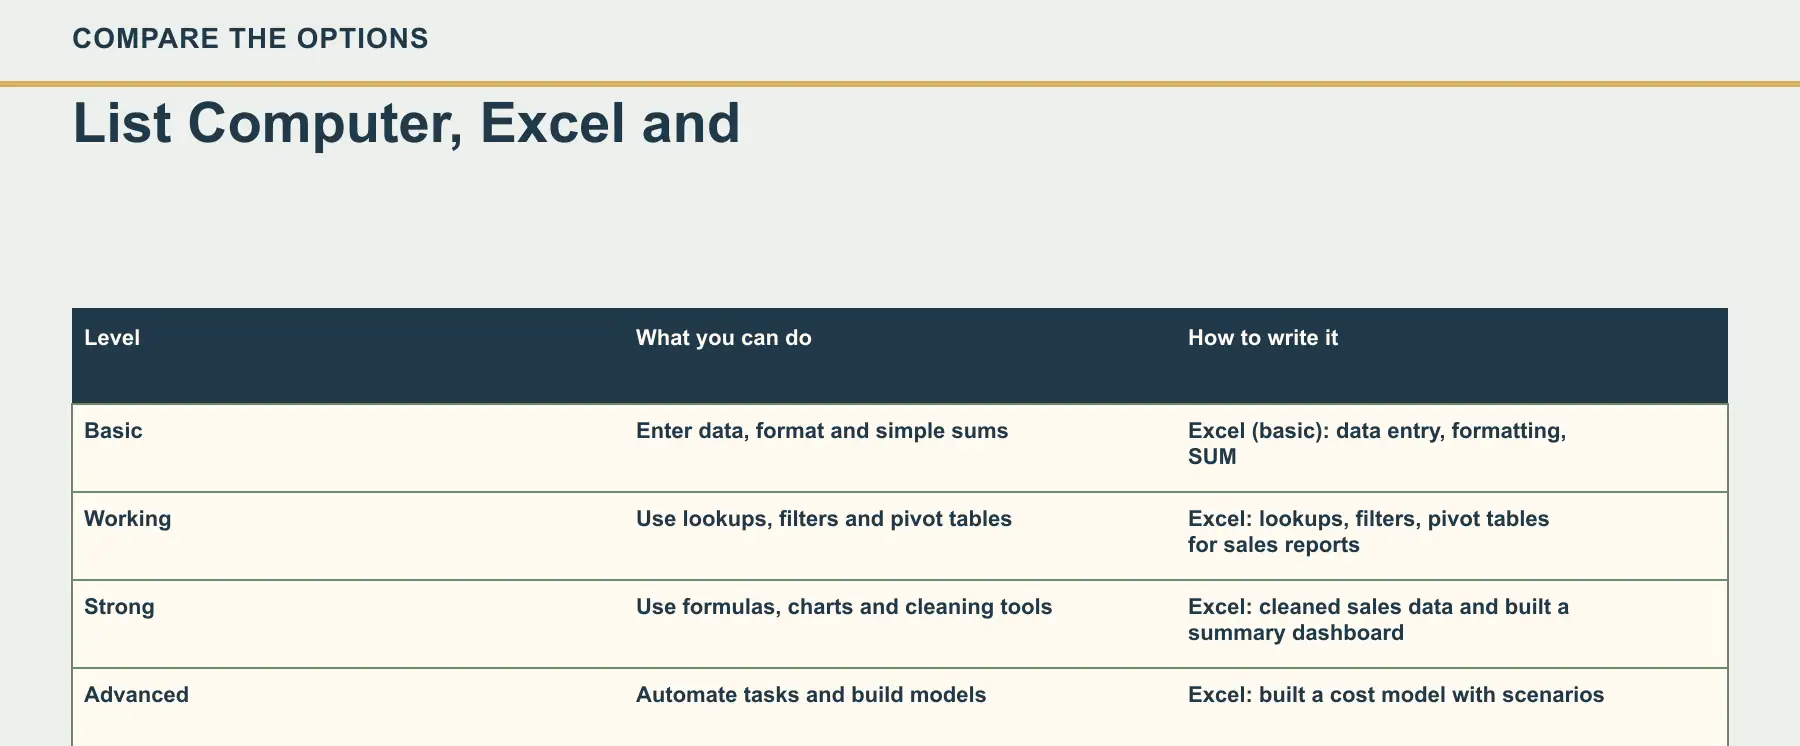 COMPARE THE OPTIONS
List Computer, Excel and
Level What you can do How to write it
Basic Enter data, format and simple sums Excel (basic): data entry, formatting,
SUM
Working Use lookups, filters and pivot tables Excel: lookups, filters, pivot tables
for sales reports
Strong Use formulas, charts and cleaning tools Excel: cleaned sales data and built a
summary dashboard
Advanced Automate tasks and build models Excel: built a cost model with scenarios